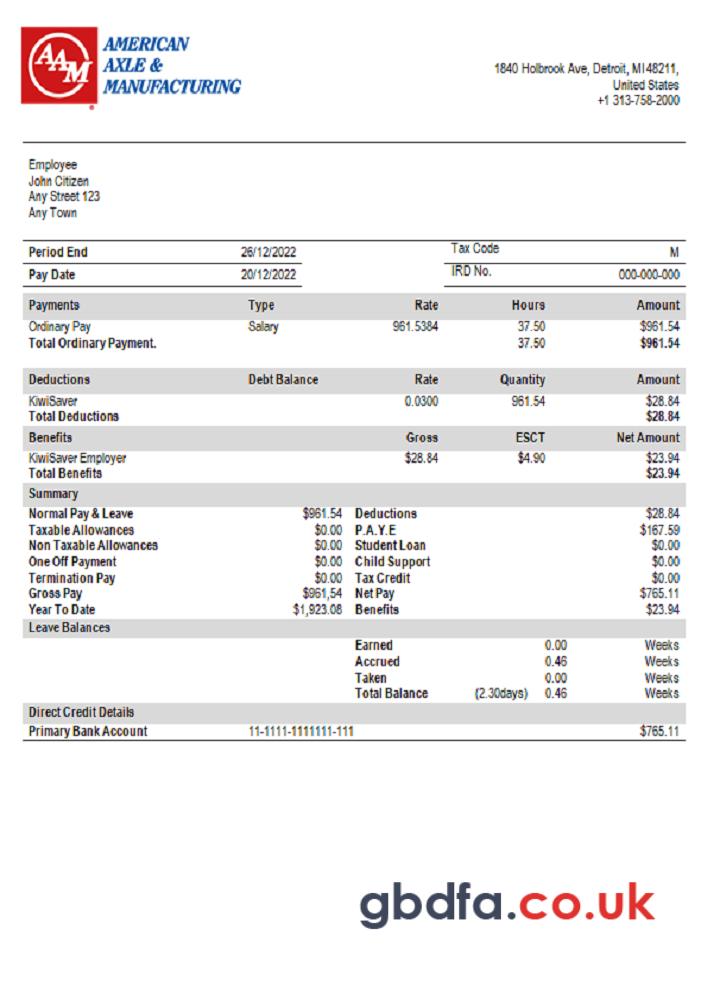 AAM
AMERICAN
AXLE &
MANUFACTURING
1840 Holbrook Ave, Detroit, MI48211,
United States
+1 313-758-2000
Employee
John Citizen
Any Street 123
Any Town
Period End 26/12/2022 Tax Code M
Pay Date 20/12/2022 IRD No. 000-000-000
Payments Type Rate Hours Amount
Ordinary Pay Salary 961.5384 37.50 $961.54
Total Ordinary Payment. 37.50 $961.54
Deductions Debt Balance Rate Quantity Amount
KiwiSaver 0.0300 961.54 $28.84
Total Deductions $28.84
Benefits Gross ESCT Net Amount
KiwiSaver Employer $28.84 $4.90 $23.94
Total Benefits $23.94
Summary
Normal Pay & Leave $961.54 Deductions $28.84
Taxable Allowances $0.00 P.A.Y.E $167.59
Non Taxable Allowances $0.00 Student Loan $0.00
One Off Payment $0.00 Child Support $0.00
Termination Pay $0.00 Tax Credit $0.00
Gross Pay $961,54 Net Pay $765.11
Year To Date $1,923.08 Benefits $23.94
Leave Balances
Earned 0.00 Weeks
Accrued 0.46 Weeks
Taken 0.00 Weeks
Total Balance (2.30days) 0.46 Weeks
Direct Credit Details
Primary Bank Account 11-1111-1111111-111 $765.11
gbdfa.co.uk